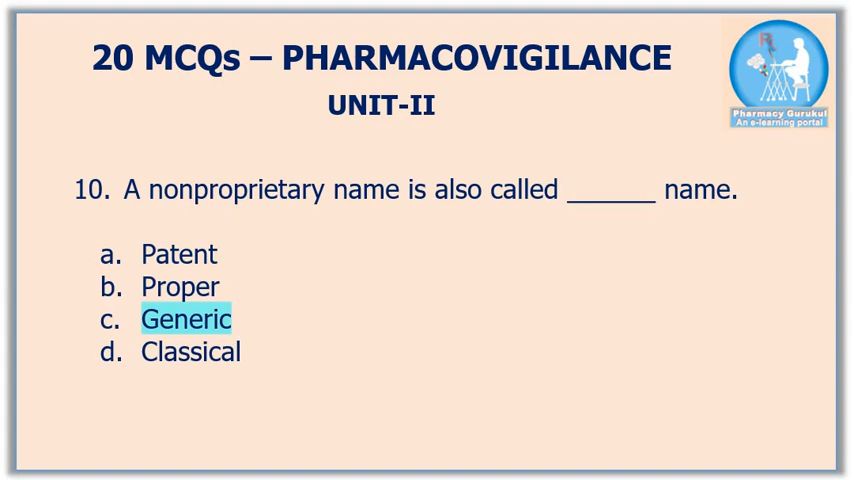 20 MCQs – PHARMACOVIGILANCE
UNIT-II
Pharmacy Gurukul
An e-learning portal
10. A nonproprietary name is also called ______ name.
a. Patent
b. Proper
c. Generic
d. Classical